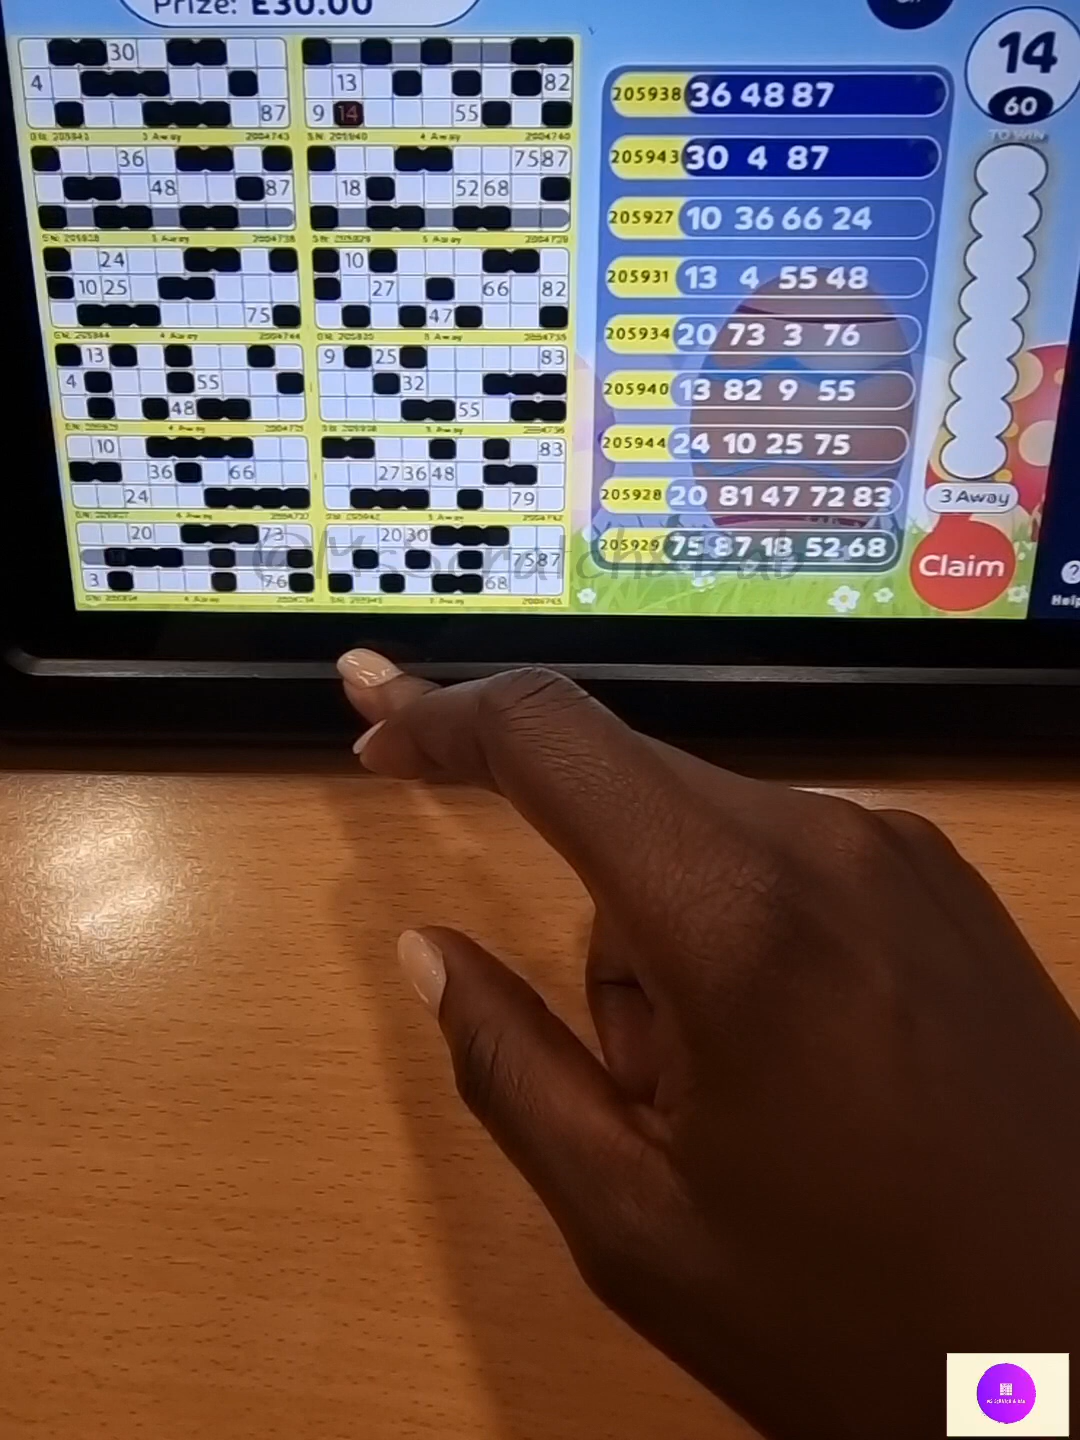 Prize: £30.00
14
60
TO WIN
30
4 82
13
87
9 14 55
36 75 87
48 87
18 52 68
24
10
10 25
27 66 82
75
47
13
9 25 83
4 55
32
48
55
10
83
36 66
27 36 48
24
79
20 73
20 30
75 87
3 76
68
205938 36 48 87
205943 30 4 87
205927 10 36 66 24
205931 13 4 55 48
205934 20 73 3 76
205940 13 82 9 55
205944 24 10 25 75
205928 20 81 47 72 83
205929 75 87 18 52 68
3 Away
Claim
Help
©MsScratch&Dab